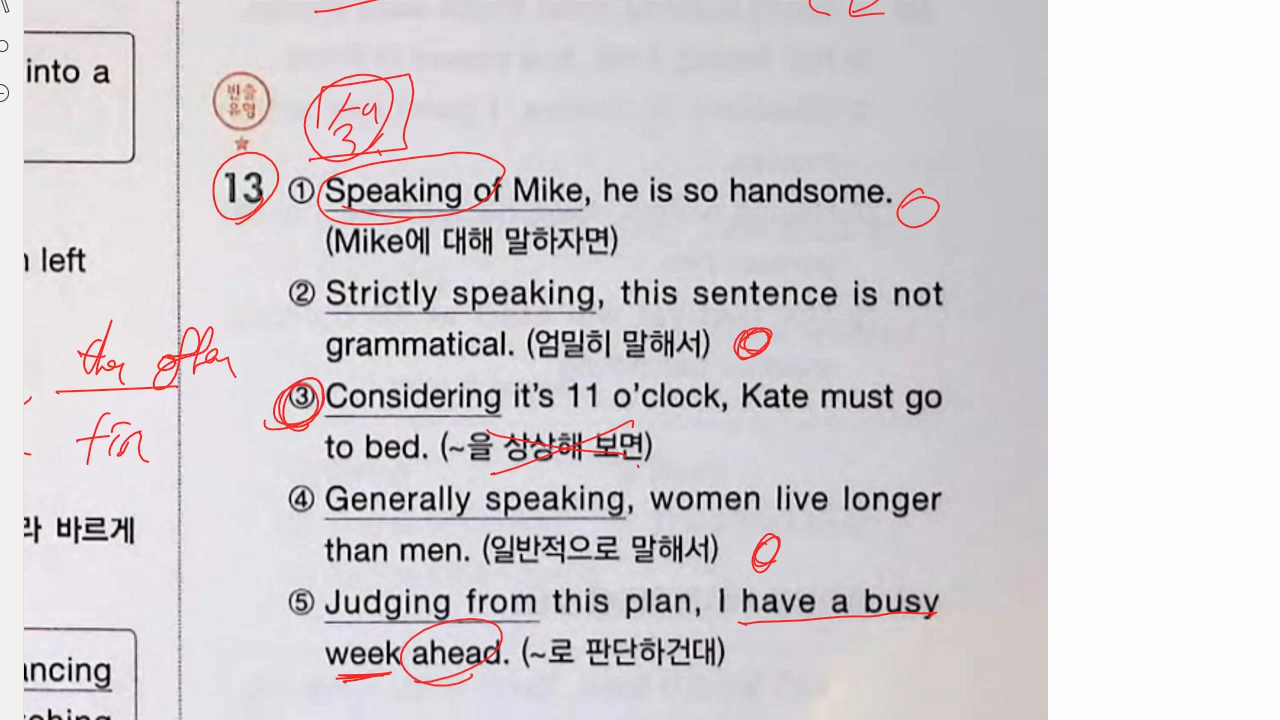 into a
left
라 바르게
ncing
빈출
유형
13 ① Speaking of Mike, he is so handsome.
(Mike에 대해 말하자면)
② Strictly speaking, this sentence is not
grammatical. (엄밀히 말해서)
③ Considering it's 11 o'clock, Kate must go
to bed. (~을 상상해 보면)
④ Generally speaking, women live longer
than men. (일반적으로 말해서)
⑤ Judging from this plan, I have a busy
week ahead. (~로 판단하건대)